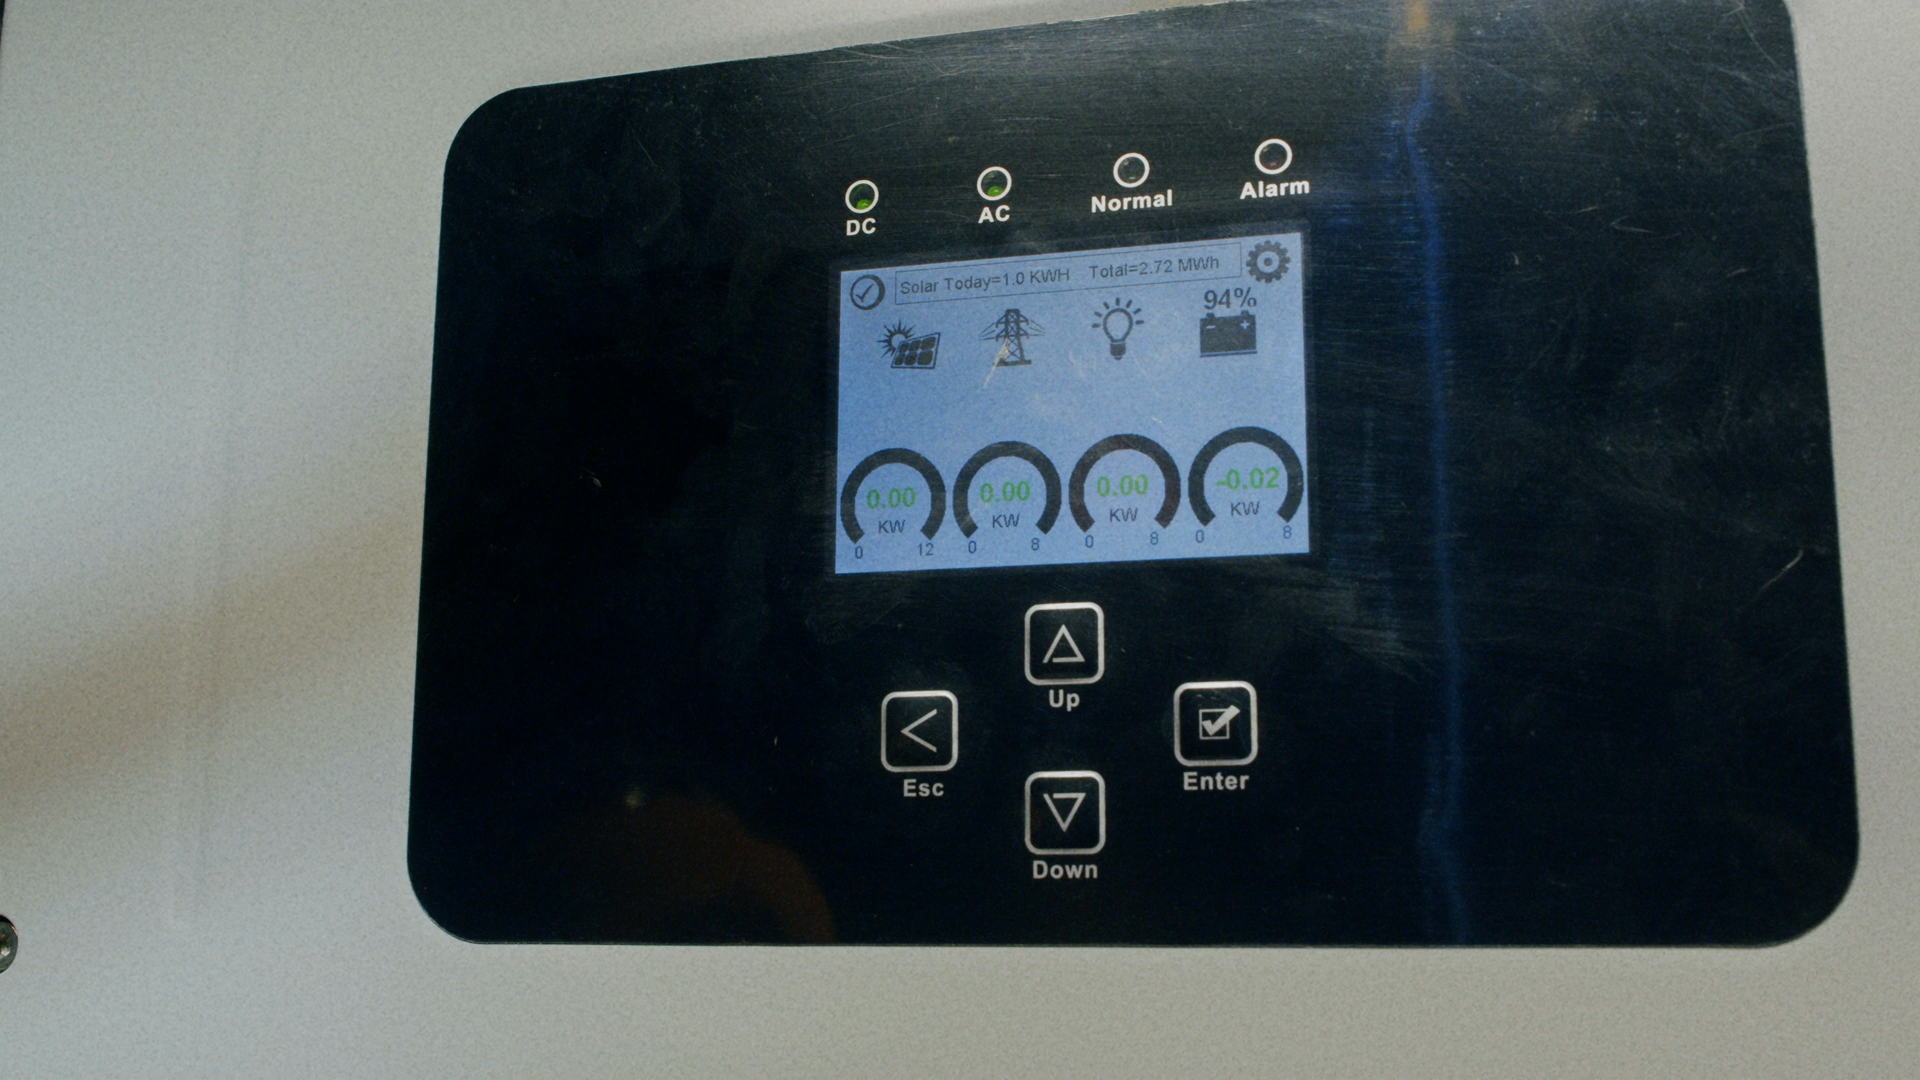 DC AC Normal Alarm
Solar Today=1.0 KWH Total=2.72 MWh
94%
0.00 0.00 0.00 -0.02
KW KW KW KW
0 12 0 8 0 8 0 8
Up
Esc Enter
Down